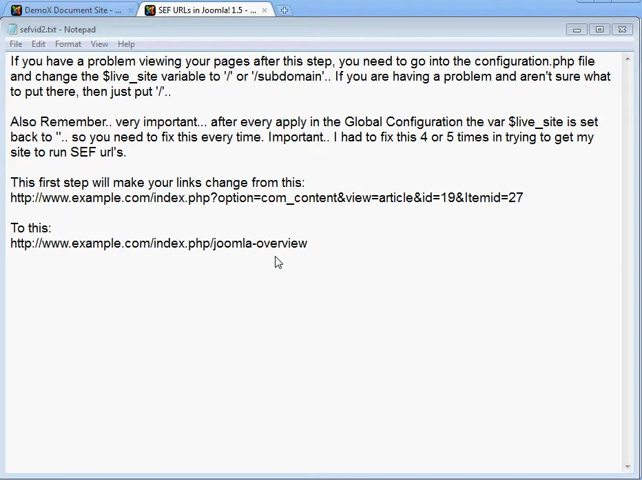 DemoX Document Site - ...
SEF URLs in Joomla! 1.5 - ...
sefvid2.txt - Notepad
File Edit Format View Help
If you have a problem viewing your pages after this step, you need to go into the configuration.php file
and change the $live_site variable to '/' or '/subdomain'.. If you are having a problem and aren't sure what
to put there, then just put '/'..
Also Remember.. very important... after every apply in the Global Configuration the var $live_site is set
back to ''.. so you need to fix this every time. Important.. I had to fix this 4 or 5 times in trying to get my
site to run SEF url's.
This first step will make your links change from this:
http://www.example.com/index.php?option=com_content&view=article&id=19&Itemid=27
To this:
http://www.example.com/index.php/joomla-overview